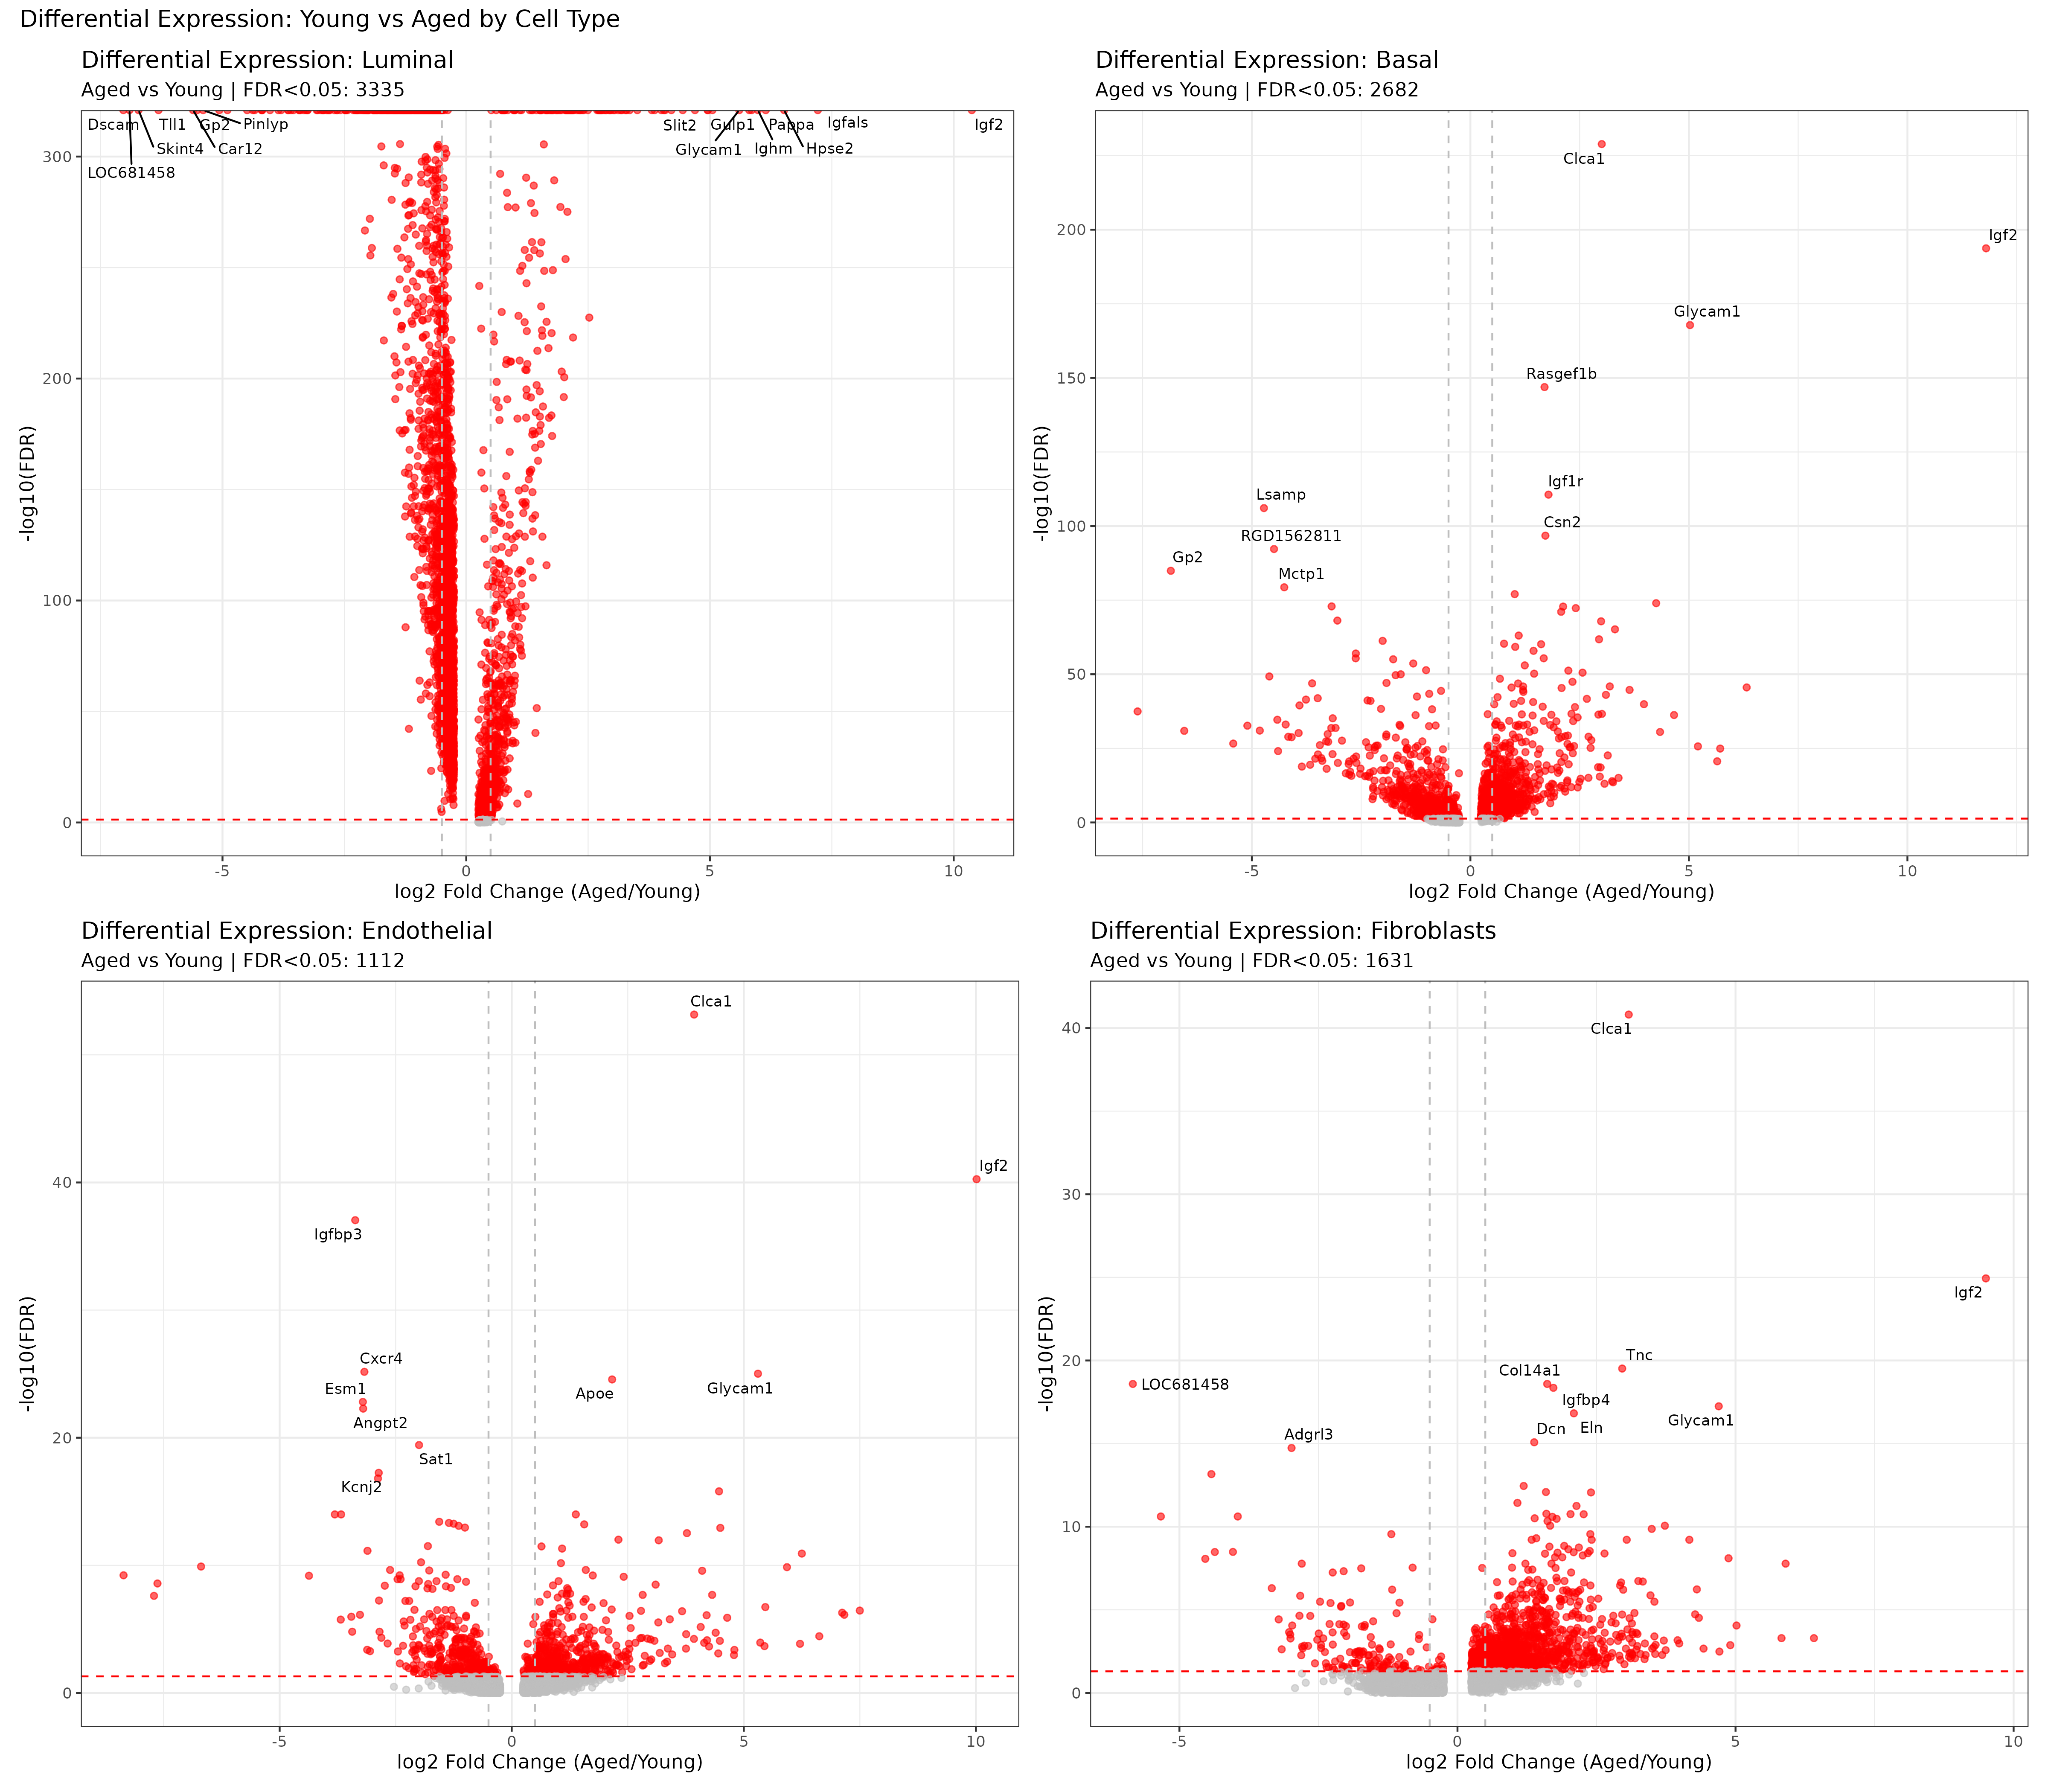 Differential Expression: Young vs Aged by Cell Type
Differential Expression: Luminal
Aged vs Young | FDR<0.05: 3335
Dscam Tll1 Gp2 Pinlyp Slit2 Gulp1 Pappa Igfals Igf2
Skint4 Car12 Glycam1 Ighm Hpse2
LOC681458
300
200
100
0
-log10(FDR)
-5 0 5 10
log2 Fold Change (Aged/Young)
Differential Expression: Basal
Aged vs Young | FDR<0.05: 2682
Clca1
Igf2
Glycam1
Rasgef1b
Igf1r
Lsamp
Csn2
RGD1562811
Gp2
Mctp1
200
150
100
50
0
-log10(FDR)
-5 0 5 10
log2 Fold Change (Aged/Young)
Differential Expression: Endothelial
Aged vs Young | FDR<0.05: 1112
Clca1
Igf2
Igfbp3
Cxcr4
Esm1
Apoe
Glycam1
Angpt2
Sat1
Kcnj2
40
20
0
-log10(FDR)
-5 0 5 10
log2 Fold Change (Aged/Young)
Differential Expression: Fibroblasts
Aged vs Young | FDR<0.05: 1631
Clca1
Igf2
Tnc
Col14a1
LOC681458
Igfbp4
Glycam1
Dcn Eln
Adgrl3
40
30
20
10
0
-log10(FDR)
-5 0 5 10
log2 Fold Change (Aged/Young)